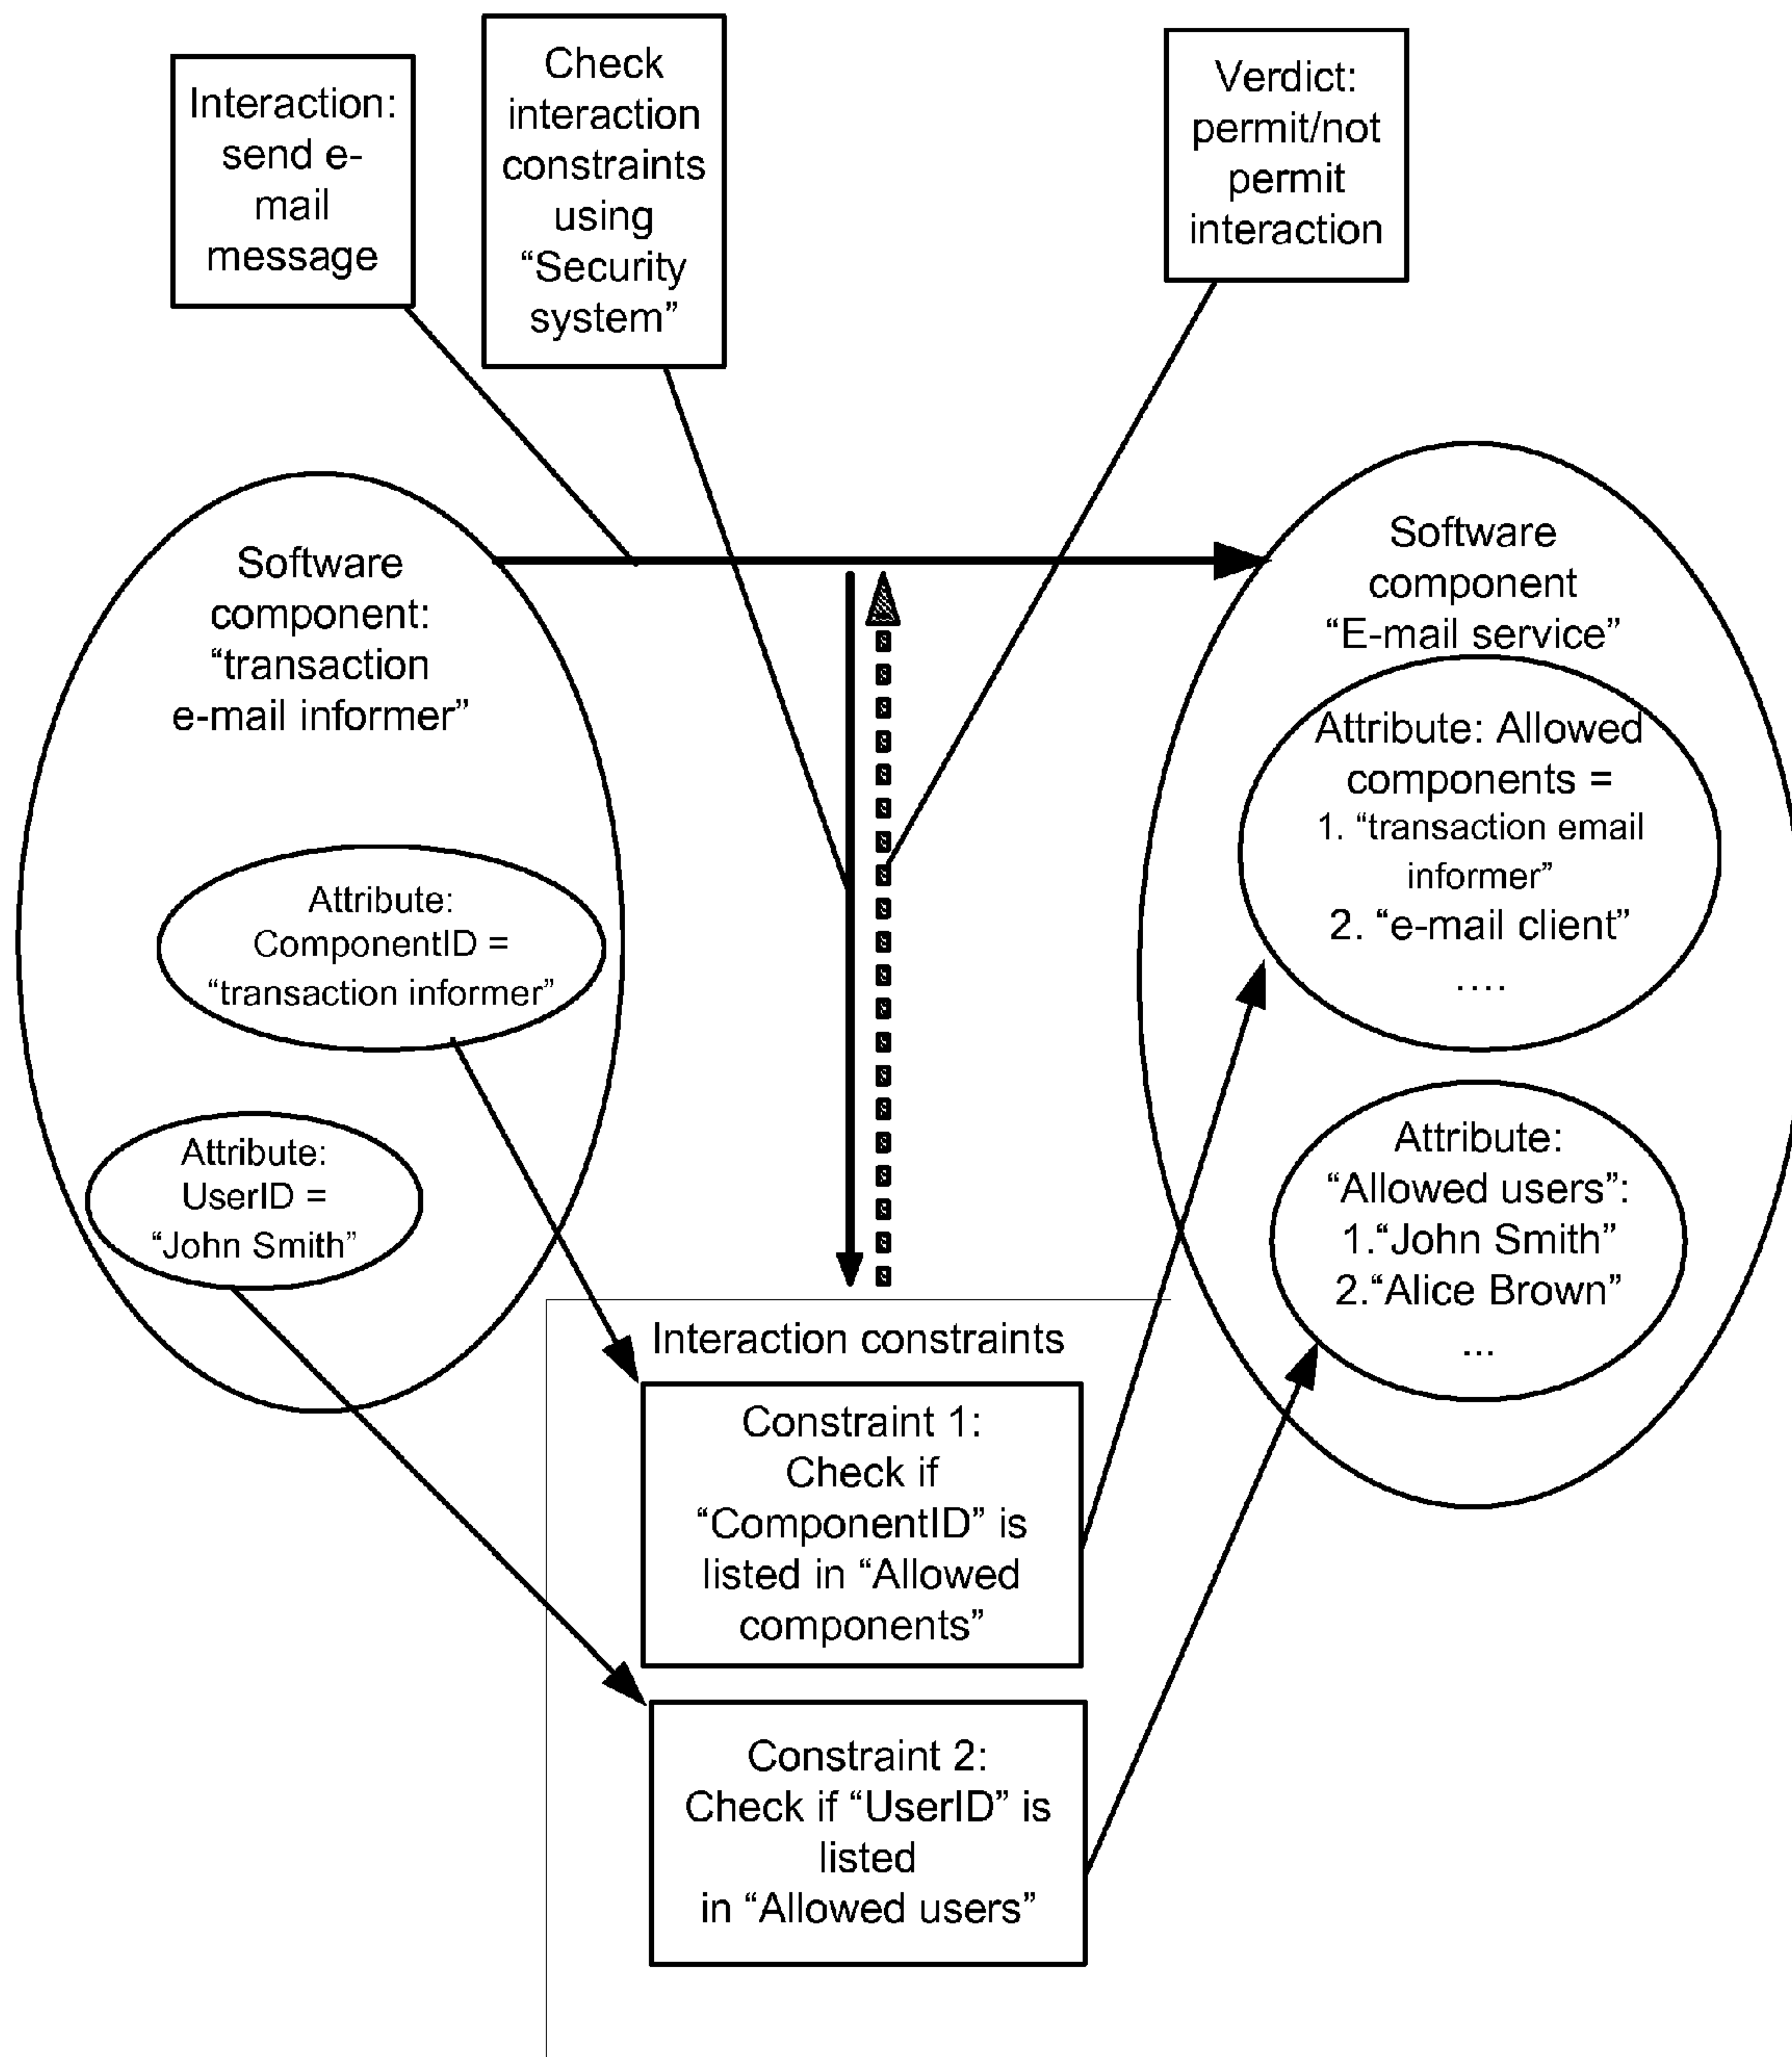 Interaction:
send e-
mail
message
Check
interaction
constraints
using
“Security
system”
Verdict:
permit/not
permit
interaction
Software
component:
“transaction
e-mail informer”
Attribute:
ComponentID =
“transaction informer”
Attribute:
UserID =
“John Smith”
Software
component
“E-mail service”
Attribute: Allowed
components =
1. “transaction email
informer”
2. “e-mail client”
....
Attribute:
“Allowed users”:
1.“John Smith”
2.“Alice Brown”
...
Interaction constraints
Constraint 1:
Check if
“ComponentID” is
listed in “Allowed
components”
Constraint 2:
Check if “UserID” is
listed
in “Allowed users”